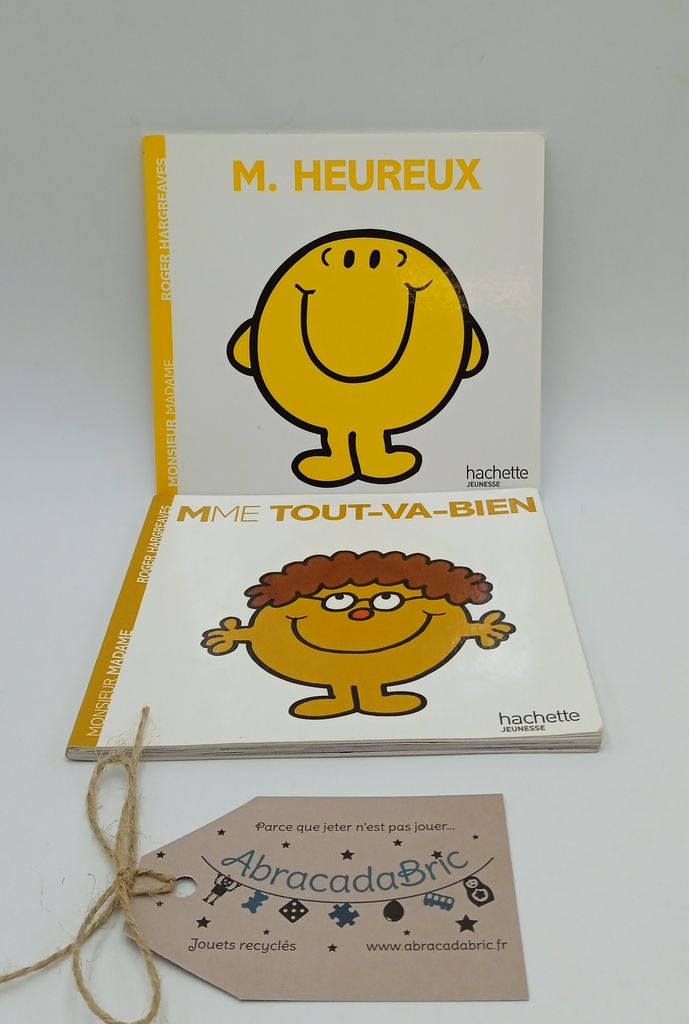 M. HEUREUX
ROGER HARGREAVES
MONSIEUR MADAME
hachette
JEUNESSE
MME TOUT-VA-BIEN
ROGER HARGREAVES
MONSIEUR MADAME
hachette
JEUNESSE
Parce que jeter n'est pas jouer...
AbracadaBric
Jouets recyclés
www.abracadabric.fr